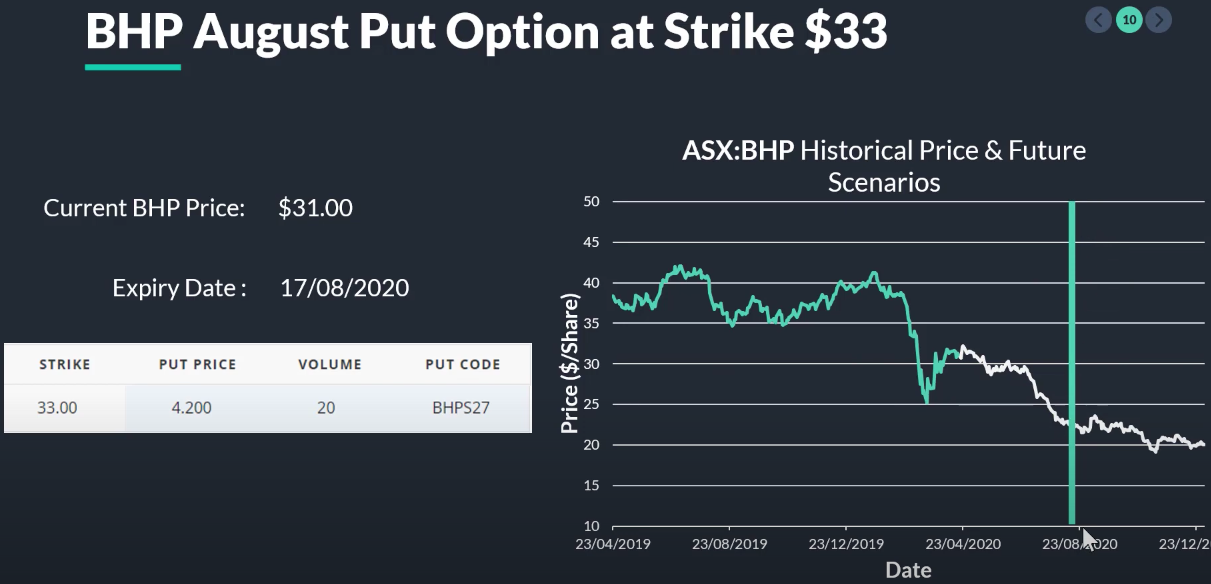 BHP August Put Option at Strike $33
10
Current BHP Price: $31.00
Expiry Date : 17/08/2020
STRIKE PUT PRICE VOLUME PUT CODE
33.00 4.200 20 BHPS27
ASX:BHP Historical Price & Future
Scenarios
Price ($/Share)
50
45
40
35
30
25
20
15
10
23/04/2019 23/08/2019 23/12/2019 23/04/2020 23/08/2020 23/12/2
Date